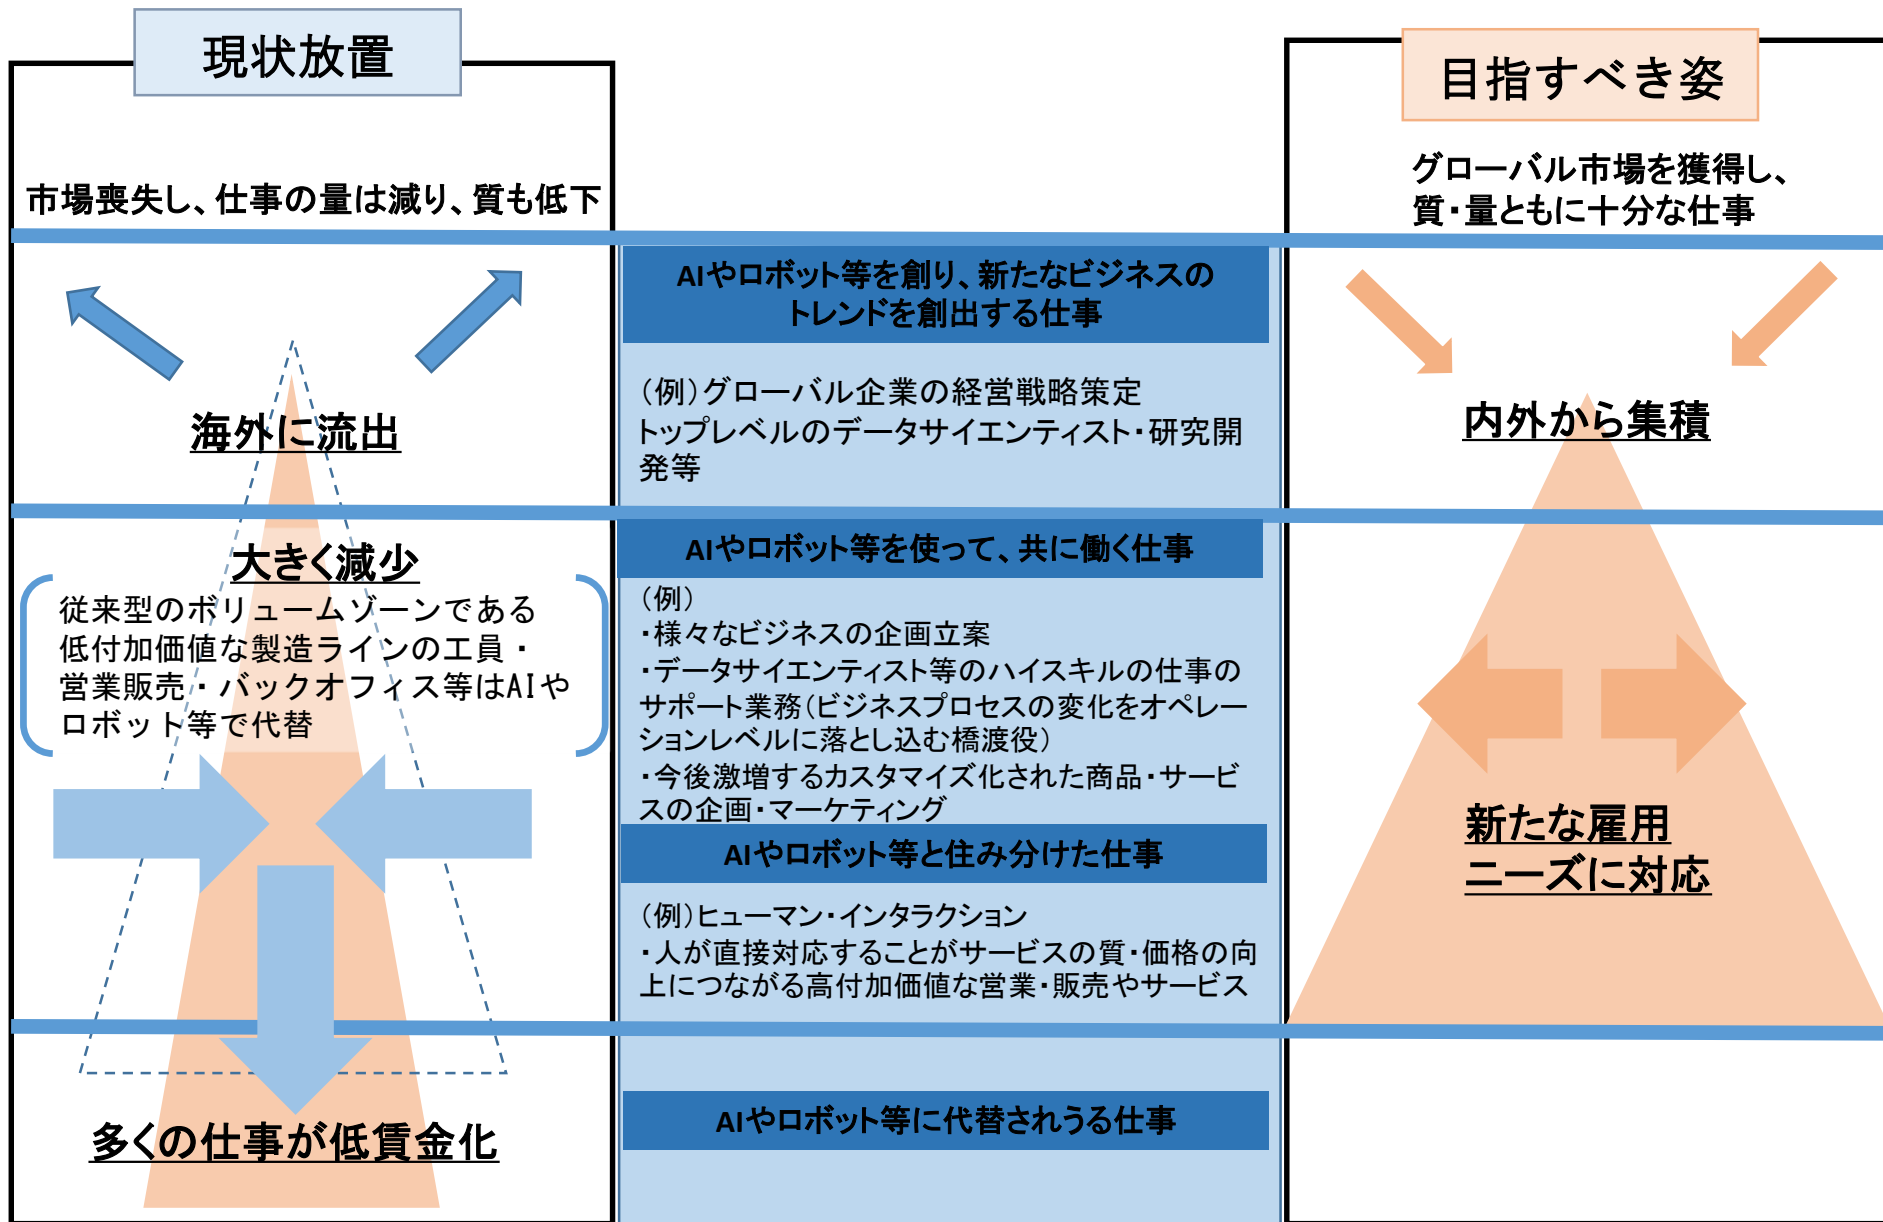 現状放置
市場喪失し、仕事の量は減り、質も低下
海外に流出
大きく減少
従来型のボリュームゾーンである
低付加価値な製造ラインの工員・
営業販売・バックオフィス等はAIや
ロボット等で代替
多くの仕事が低賃金化
AIやロボット等を創り、新たなビジネスの
トレンドを創出する仕事
（例）グローバル企業の経営戦略策定
トップレベルのデータサイエンティスト・研究開
発等
AIやロボット等を使って、共に働く仕事
（例）
・様々なビジネスの企画立案
・データサイエンティスト等のハイスキルの仕事の
サポート業務（ビジネスプロセスの変化をオペレー
ションレベルに落とし込む橋渡役）
・今後激増するカスタマイズ化された商品・サービ
スの企画・マーケティング
AIやロボット等と住み分けた仕事
（例）ヒューマン・インタラクション
・人が直接対応することがサービスの質・価格の向
上につながる高付加価値な営業・販売やサービス
AIやロボット等に代替されうる仕事
目指すべき姿
グローバル市場を獲得し、
質・量ともに十分な仕事
内外から集積
新たな雇用
ニーズに対応